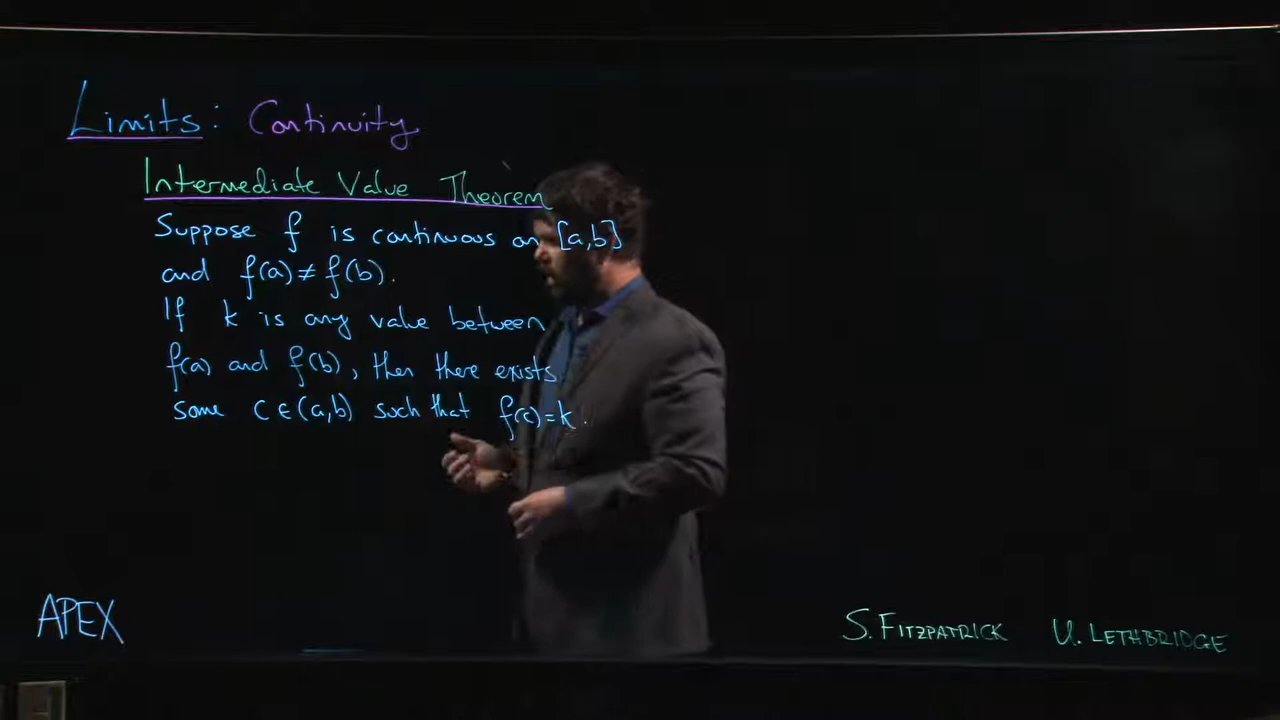 Limits: Continuity
Intermediate Value Theorem
Suppose f is continuous on [a,b]
and f(a) ≠ f(b).
If k is any value between
f(a) and f(b), then there exists
some c ∈ (a,b) such that f(c) = k.
APEX
S. FITZPATRICK U. LETHBRIDGE